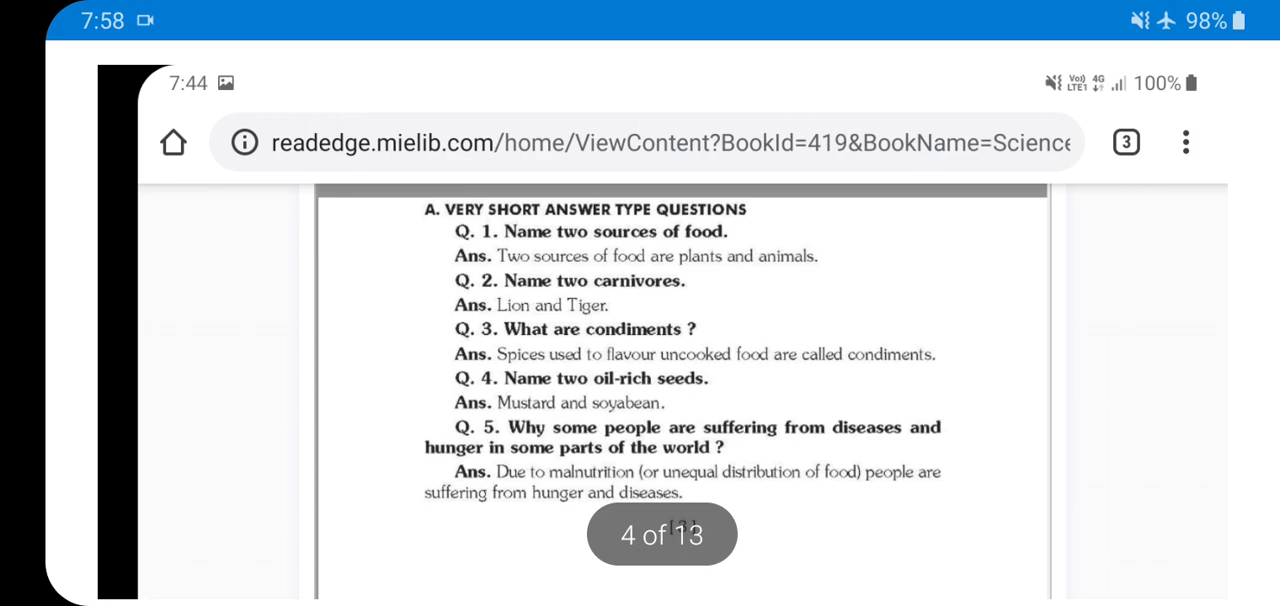 7:58 98%
7:44 Vo)) LTE1 4G 100%
readedge.mielib.com/home/ViewContent?BookId=419&BookName=Science 3
A. VERY SHORT ANSWER TYPE QUESTIONS
Q. 1. Name two sources of food.
Ans. Two sources of food are plants and animals.
Q. 2. Name two carnivores.
Ans. Lion and Tiger.
Q. 3. What are condiments ?
Ans. Spices used to flavour uncooked food are called condiments.
Q. 4. Name two oil-rich seeds.
Ans. Mustard and soyabean.
Q. 5. Why some people are suffering from diseases and
hunger in some parts of the world ?
Ans. Due to malnutrition (or unequal distribution of food) people are
suffering from hunger and diseases.
4 of 13